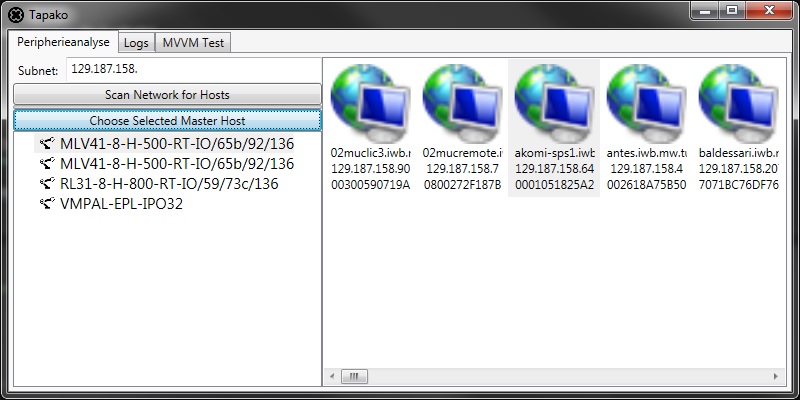 Tapako
Peripherieanalyse Logs MVVM Test
Subnet: 129.187.158.
Scan Network for Hosts
Choose Selected Master Host
MLV41-8-H-500-RT-IO/65b/92/136
MLV41-8-H-500-RT-IO/65b/92/136
RL31-8-H-800-RT-IO/59/73c/136
VMPAL-EPL-IPO32
02muclic3.iwb.r
129.187.158.90
00300590719A
02mucremote.i
129.187.158.7
0800272F187B
akomi-sps1.iwb
129.187.158.64
0001051825A2
antes.iwb.mw.tu
129.187.158.4
002618A75B50
baldessari.iwb.r
129.187.158.20
7071BC76DF76